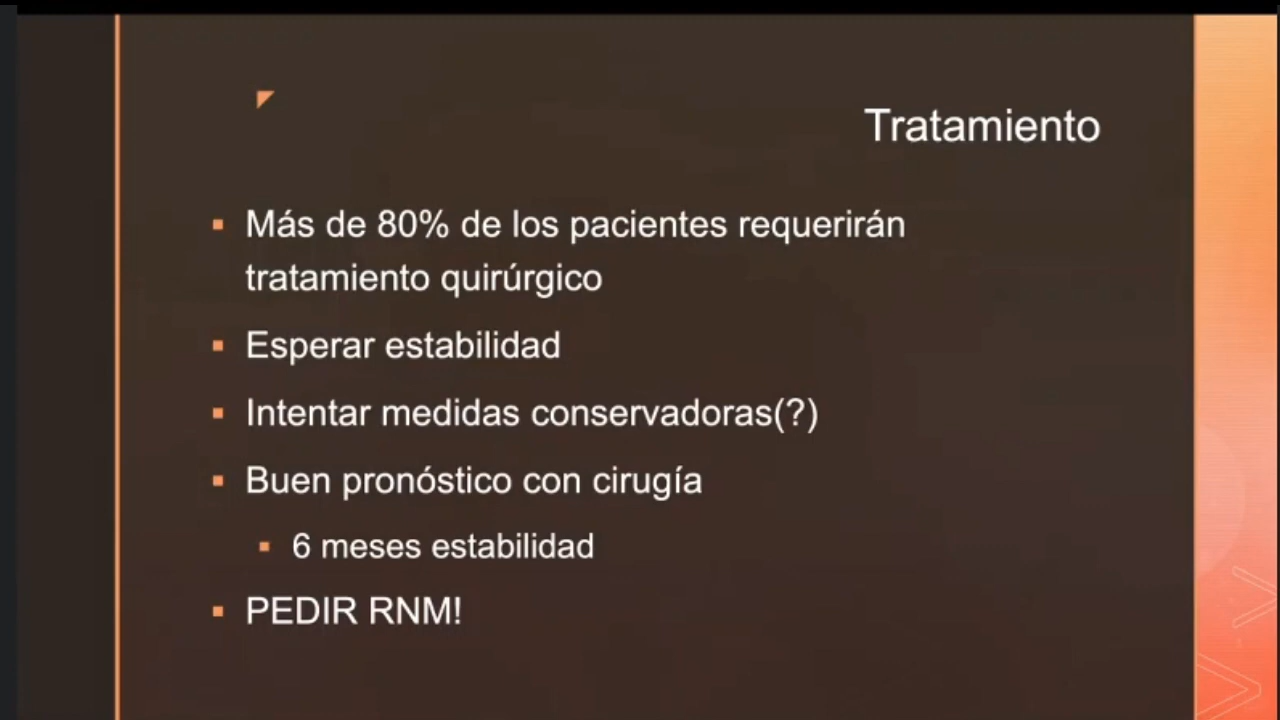 Tratamiento
Más de 80% de los pacientes requerirán
tratamiento quirúrgico
Esperar estabilidad
Intentar medidas conservadoras(?)
Buen pronóstico con cirugía
6 meses estabilidad
PEDIR RNM!